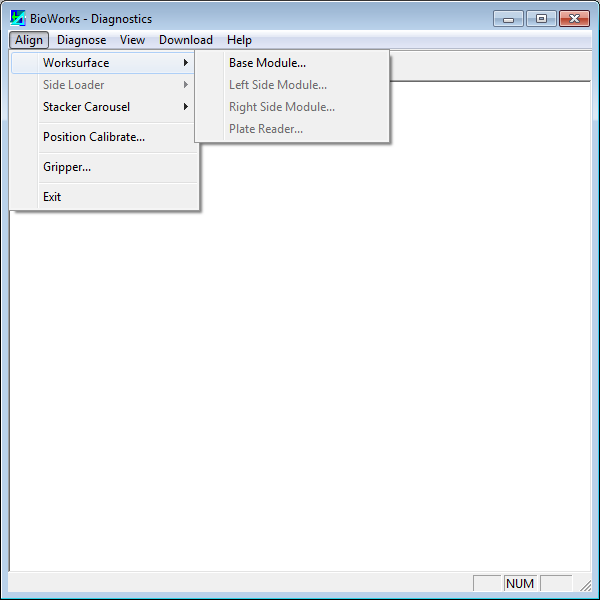 BioWorks - Diagnostics
Align Diagnose View Download Help
Worksurface
Side Loader
Stacker Carousel
Position Calibrate...
Gripper...
Exit
Base Module...
Left Side Module...
Right Side Module...
Plate Reader...
NUM